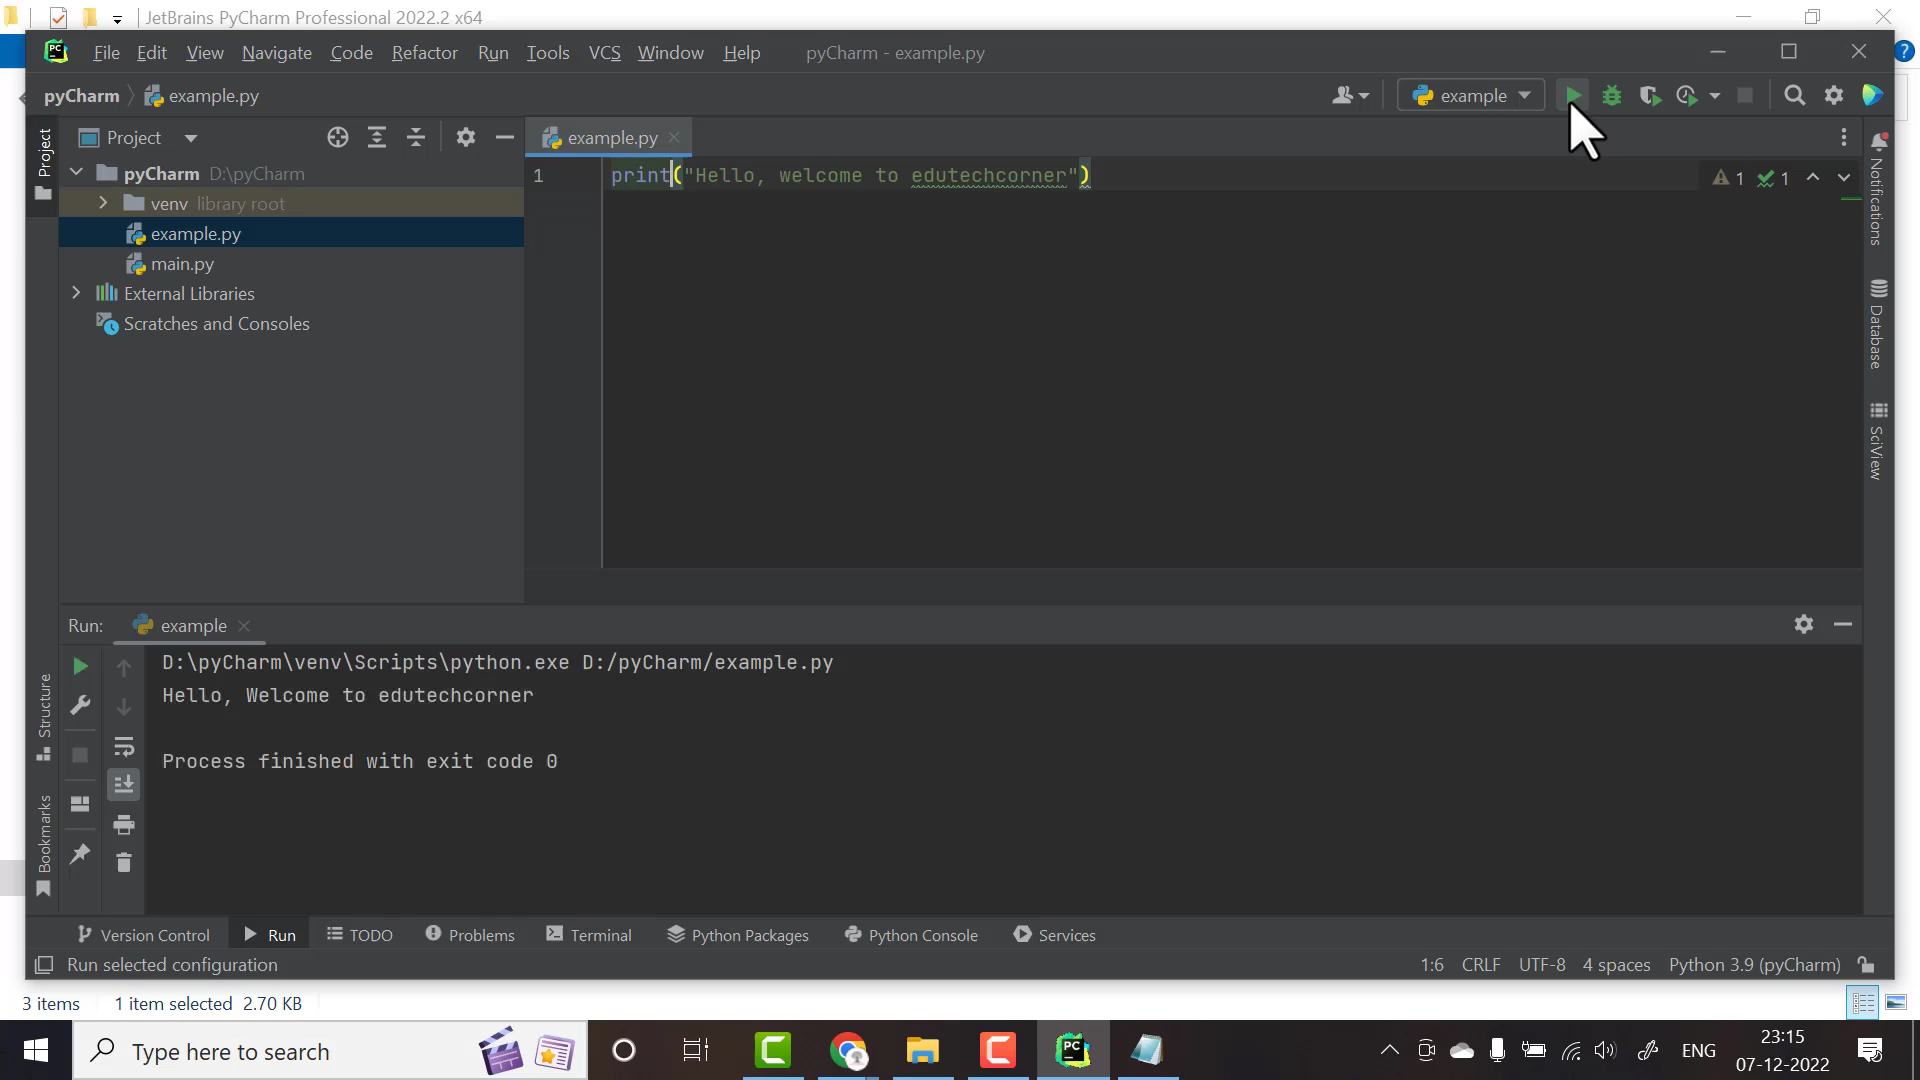 JetBrains PyCharm Professional 2022.2 x64
PC File Edit View Navigate Code Refactor Run Tools VCS Window Help pyCharm - example.py
pyCharm example.py example
Project example.py
Project
pyCharm D:\pyCharm
1 print("Hello, welcome to edutechcorner") 1 1
venv library root
example.py
main.py
External Libraries
Scratches and Consoles
Notifications
Database
SciView
Run: example
D:\pyCharm\venv\Scripts\python.exe D:/pyCharm/example.py
Hello, Welcome to edutechcorner
Process finished with exit code 0
Structure
Bookmarks
Version Control Run TODO Problems Terminal Python Packages Python Console Services
Run selected configuration 1:6 CRLF UTF-8 4 spaces Python 3.9 (pyCharm)
3 items 1 item selected 2.70 KB
Type here to search PC ENG 23:15
07-12-2022